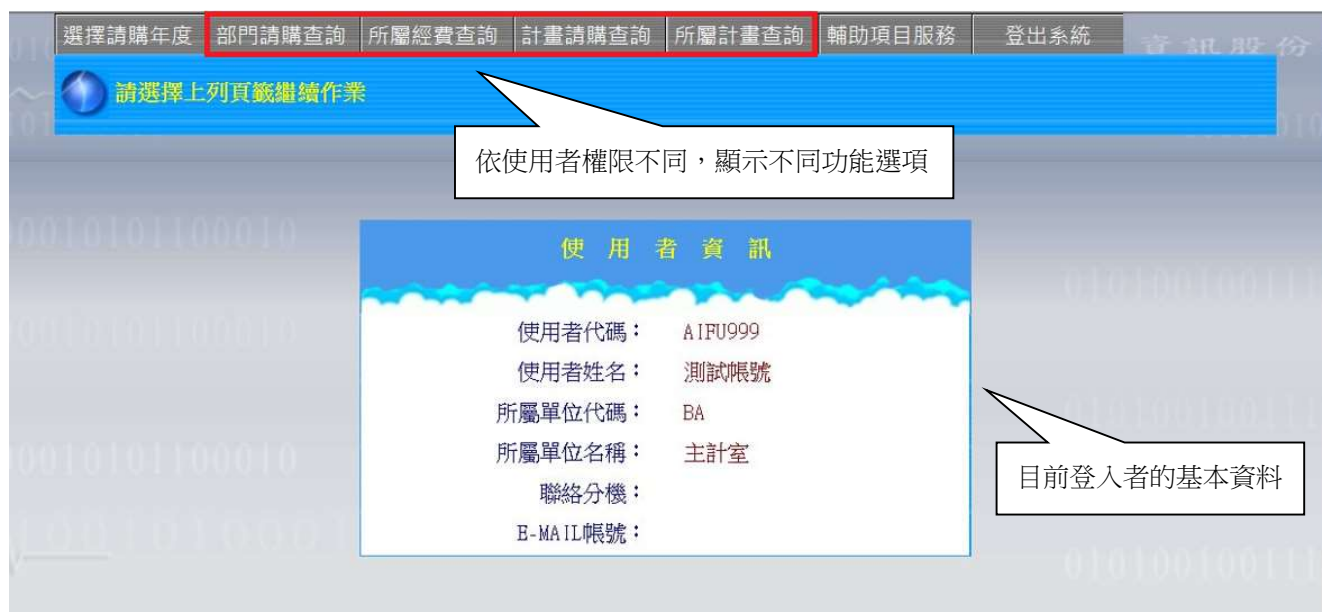 選擇請購年度 部門請購查詢 所屬經費查詢 計畫請購查詢 所屬計畫查詢 輔助項目服務 登出系統
資訊股份
請選擇上列頁籤繼續作業
依使用者權限不同，顯示不同功能選項
使用者資訊
使用者代碼： AIFU999
使用者姓名： 測試帳號
所屬單位代碼： BA
所屬單位名稱： 主計室
聯絡分機：
E-MAIL帳號：
目前登入者的基本資料